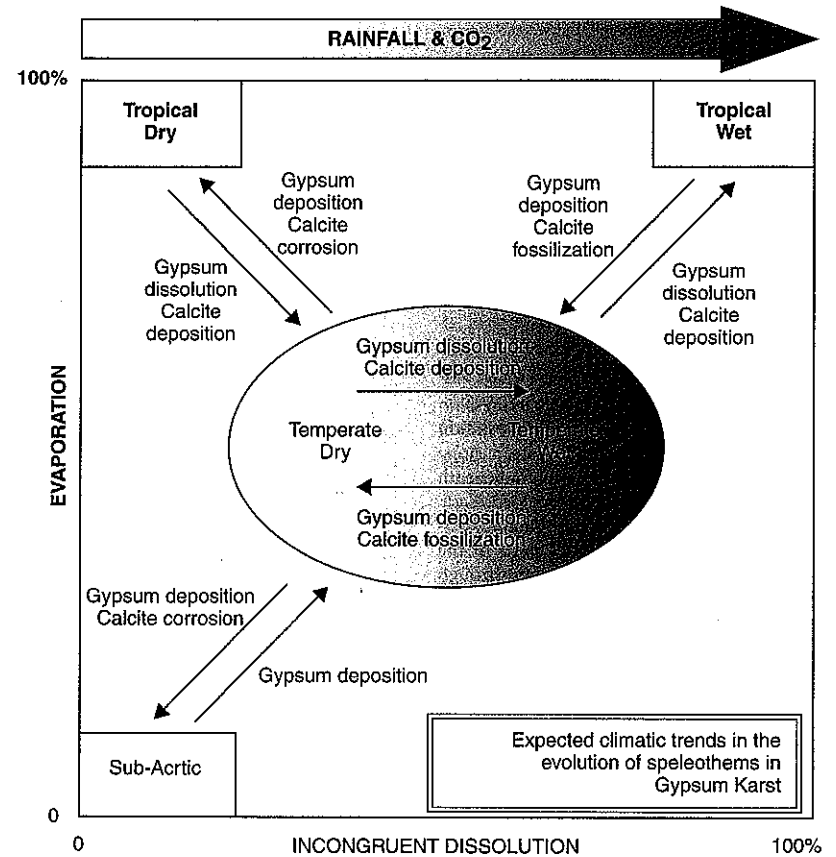 RAINFALL & CO2
100%
Tropical
Dry
Tropical
Wet
Gypsum
deposition
Calcite
corrosion
Gypsum
deposition
Calcite
fossilization
Gypsum
dissolution
Calcite
deposition
Gypsum
dissolution
Calcite
deposition
Gypsum dissolution
Calcite deposition
EVAPORATION
Temperate
Dry
Temperate
Wet
Gypsum deposition
Calcite fossilization
Gypsum deposition
Calcite corrosion
Gypsum deposition
Sub-Acrtic
Expected climatic trends in the
evolution of speleothems in
Gypsum Karst
0
0
INCONGRUENT DISSOLUTION
100%